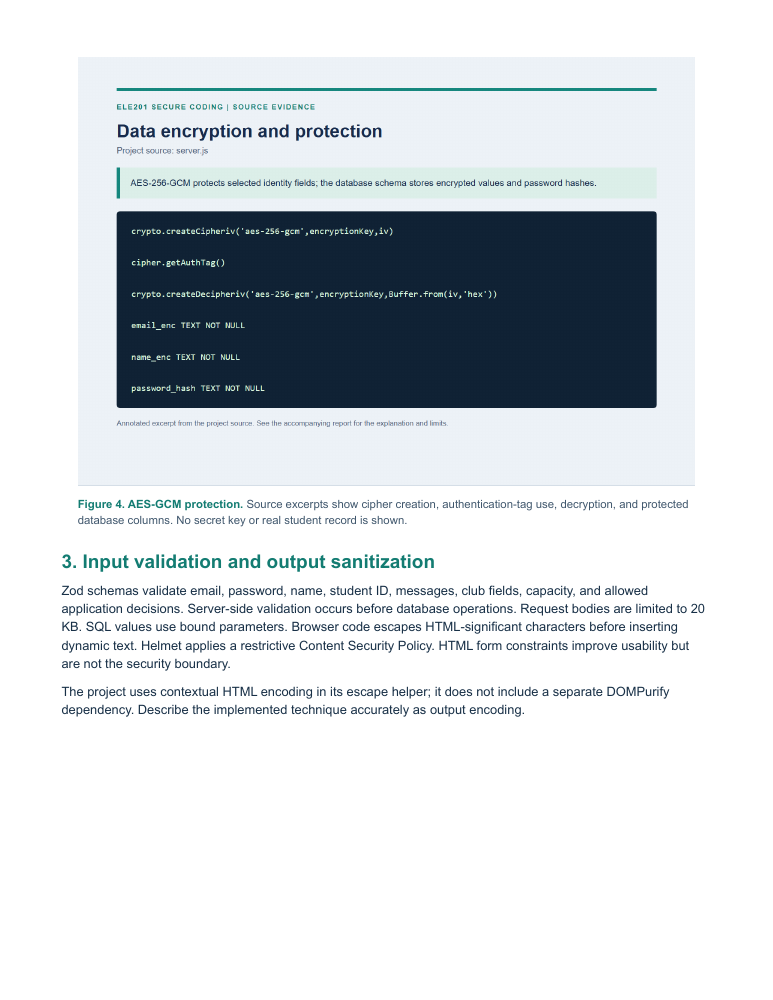 ELE201 SECURE CODING | SOURCE EVIDENCE
Data encryption and protection
Project source: server.js
AES-256-GCM protects selected identity fields; the database schema stores encrypted values and password hashes.
crypto.createCipheriv('aes-256-gcm',encryptionKey,iv)
cipher.getAuthTag()
crypto.createDecipheriv('aes-256-gcm',encryptionKey,Buffer.from(iv,'hex'))
email_enc TEXT NOT NULL
name_enc TEXT NOT NULL
password_hash TEXT NOT NULL
Annotated excerpt from the project source. See the accompanying report for the explanation and limits.
Figure 4. AES-GCM protection. Source excerpts show cipher creation, authentication-tag use, decryption, and protected
database columns. No secret key or real student record is shown.
3. Input validation and output sanitization
Zod schemas validate email, password, name, student ID, messages, club fields, capacity, and allowed
application decisions. Server-side validation occurs before database operations. Request bodies are limited to 20
KB. SQL values use bound parameters. Browser code escapes HTML-significant characters before inserting
dynamic text. Helmet applies a restrictive Content Security Policy. HTML form constraints improve usability but
are not the security boundary.
The project uses contextual HTML encoding in its escape helper; it does not include a separate DOMPurify
dependency. Describe the implemented technique accurately as output encoding.